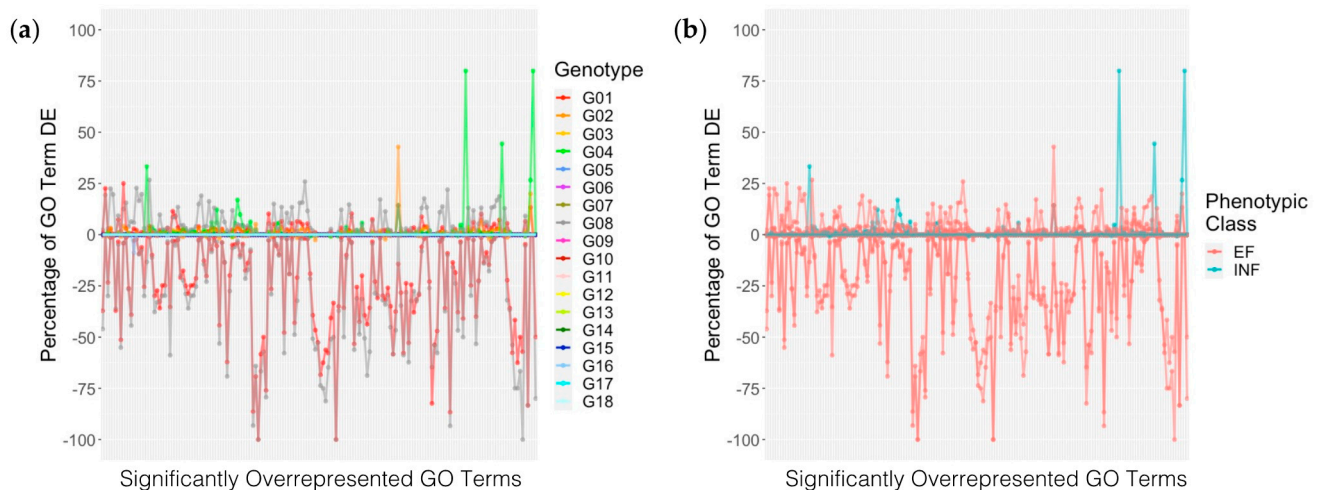 (a)
Percentage of GO Term DE
100
75
50
25
0
-25
-50
-75
-100
Significantly Overrepresented GO Terms
Genotype
G01
G02
G03
G04
G05
G06
G07
G08
G09
G10
G11
G12
G13
G14
G15
G16
G17
G18
(b)
Percentage of GO Term DE
100
75
50
25
0
-25
-50
-75
-100
Significantly Overrepresented GO Terms
Phenotypic
Class
EF
INF